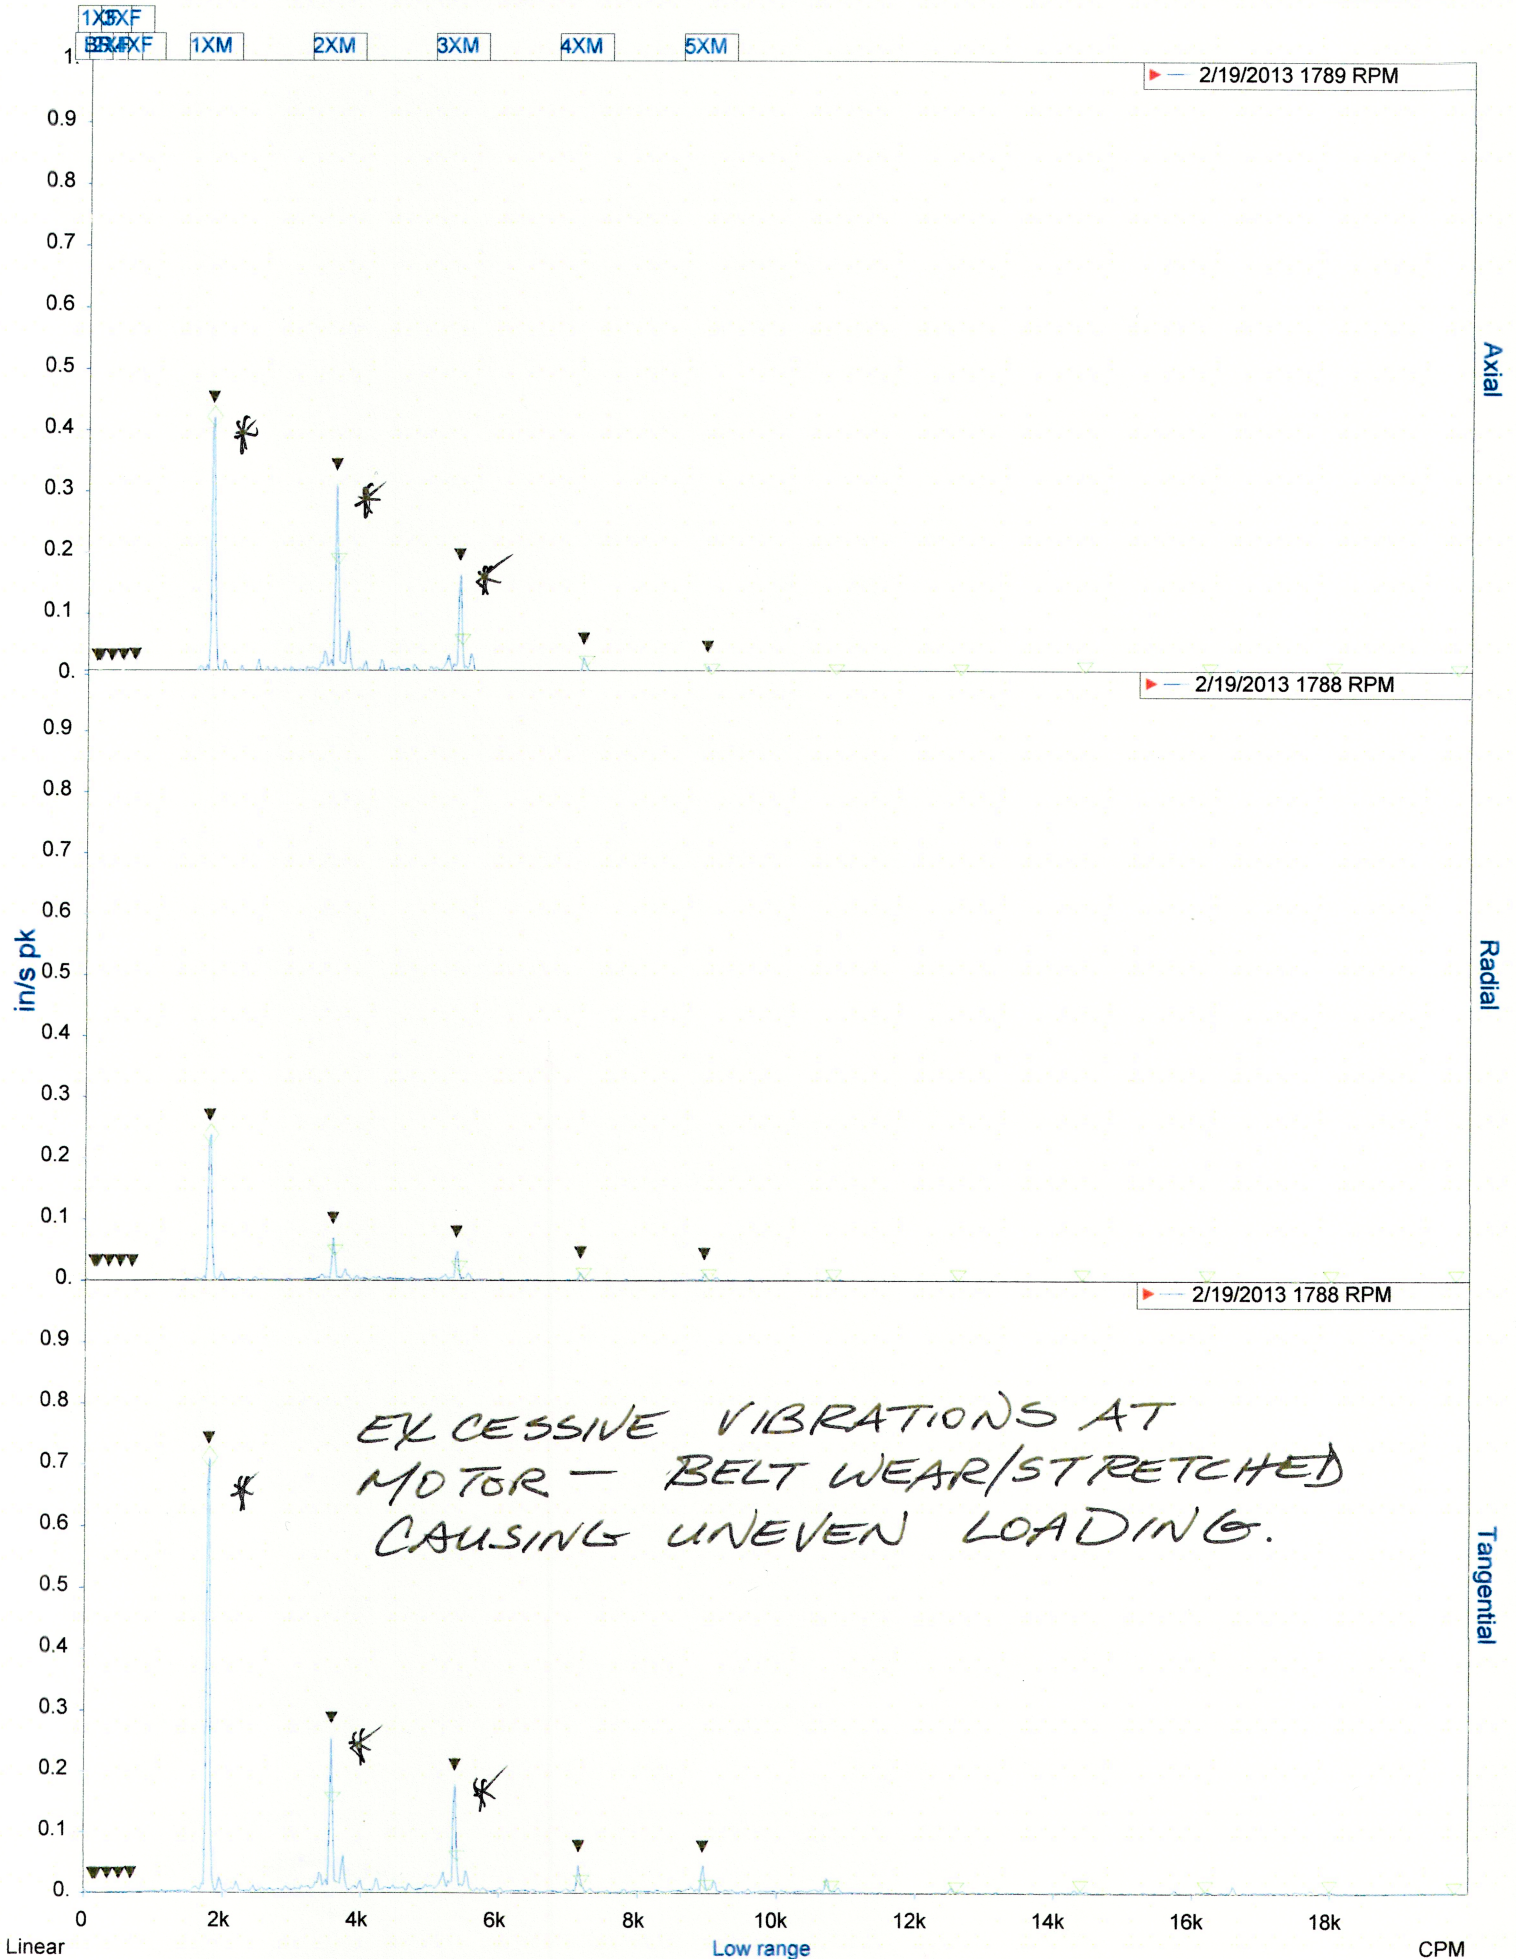 1XF 3XF
1XM 2XM 3XM 4XM 5XM
2/19/2013 1789 RPM
1.
0.9
0.8
0.7
0.6
0.5
0.4
0.3
0.2
0.1
0.
Axial
2/19/2013 1788 RPM
0.9
0.8
0.7
0.6
0.5
0.4
0.3
0.2
0.1
0.
in/s pk
Radial
2/19/2013 1788 RPM
0.9
0.8
0.7
0.6
0.5
0.4
0.3
0.2
0.1
0.
EXCESSIVE VIBRATIONS AT
MOTOR — BELT WEAR/STRETCHED
CAUSING UNEVEN LOADING.
Tangential
0 2k 4k 6k 8k 10k 12k 14k 16k 18k
Linear Low range CPM